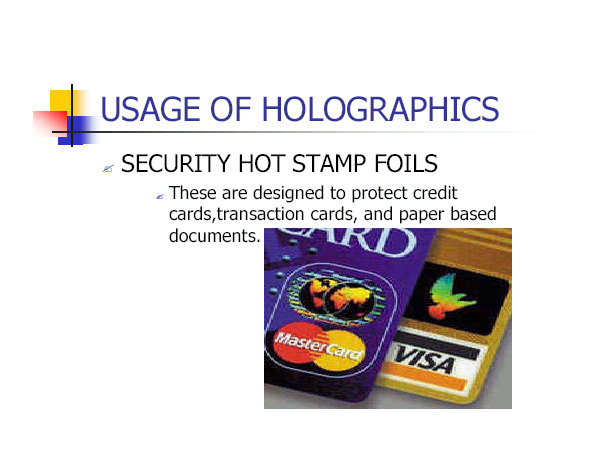 USAGE OF HOLOGRAPHICS
SECURITY HOT STAMP FOILS
These are designed to protect credit
cards,transaction cards, and paper based
documents.
CARD
MasterCard
VISA